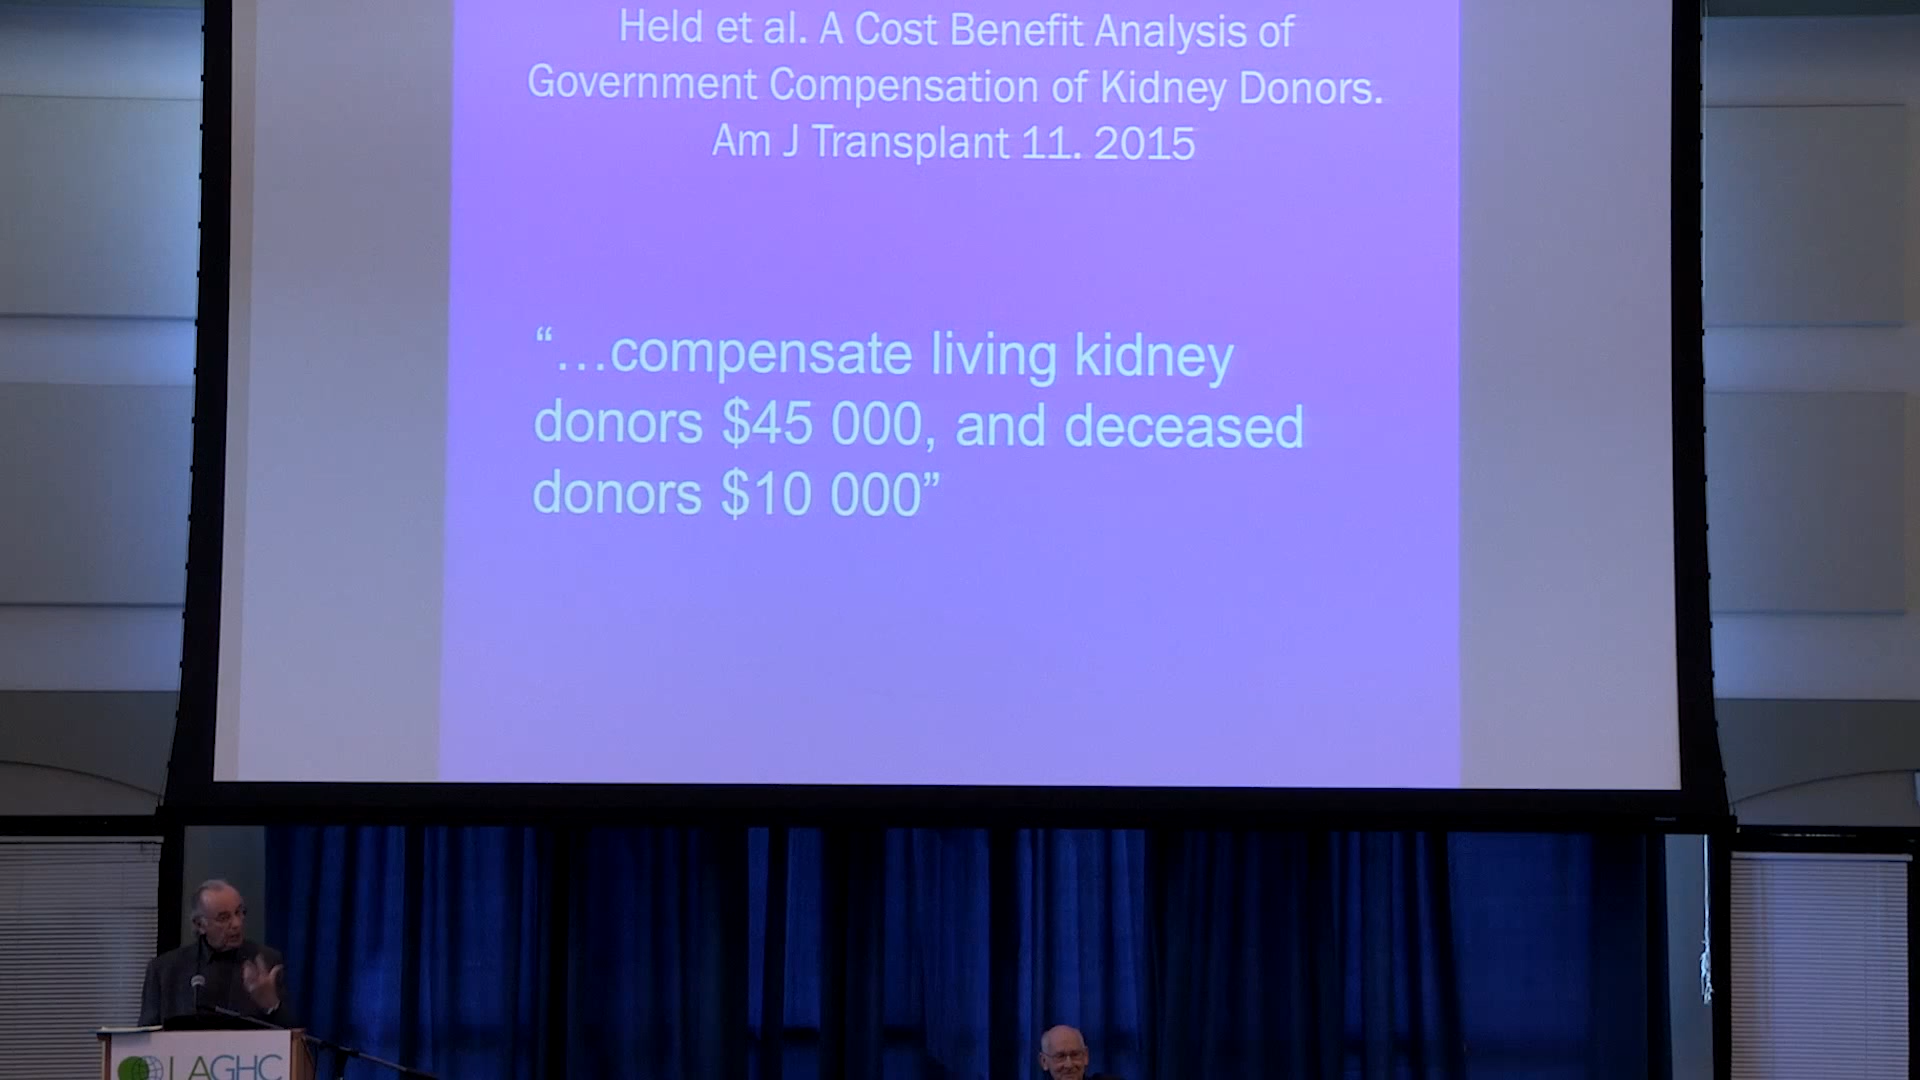 Held et al. A Cost Benefit Analysis of
Government Compensation of Kidney Donors.
Am J Transplant 11. 2015
“…compensate living kidney
donors $45 000, and deceased
donors $10 000”
LAGHC